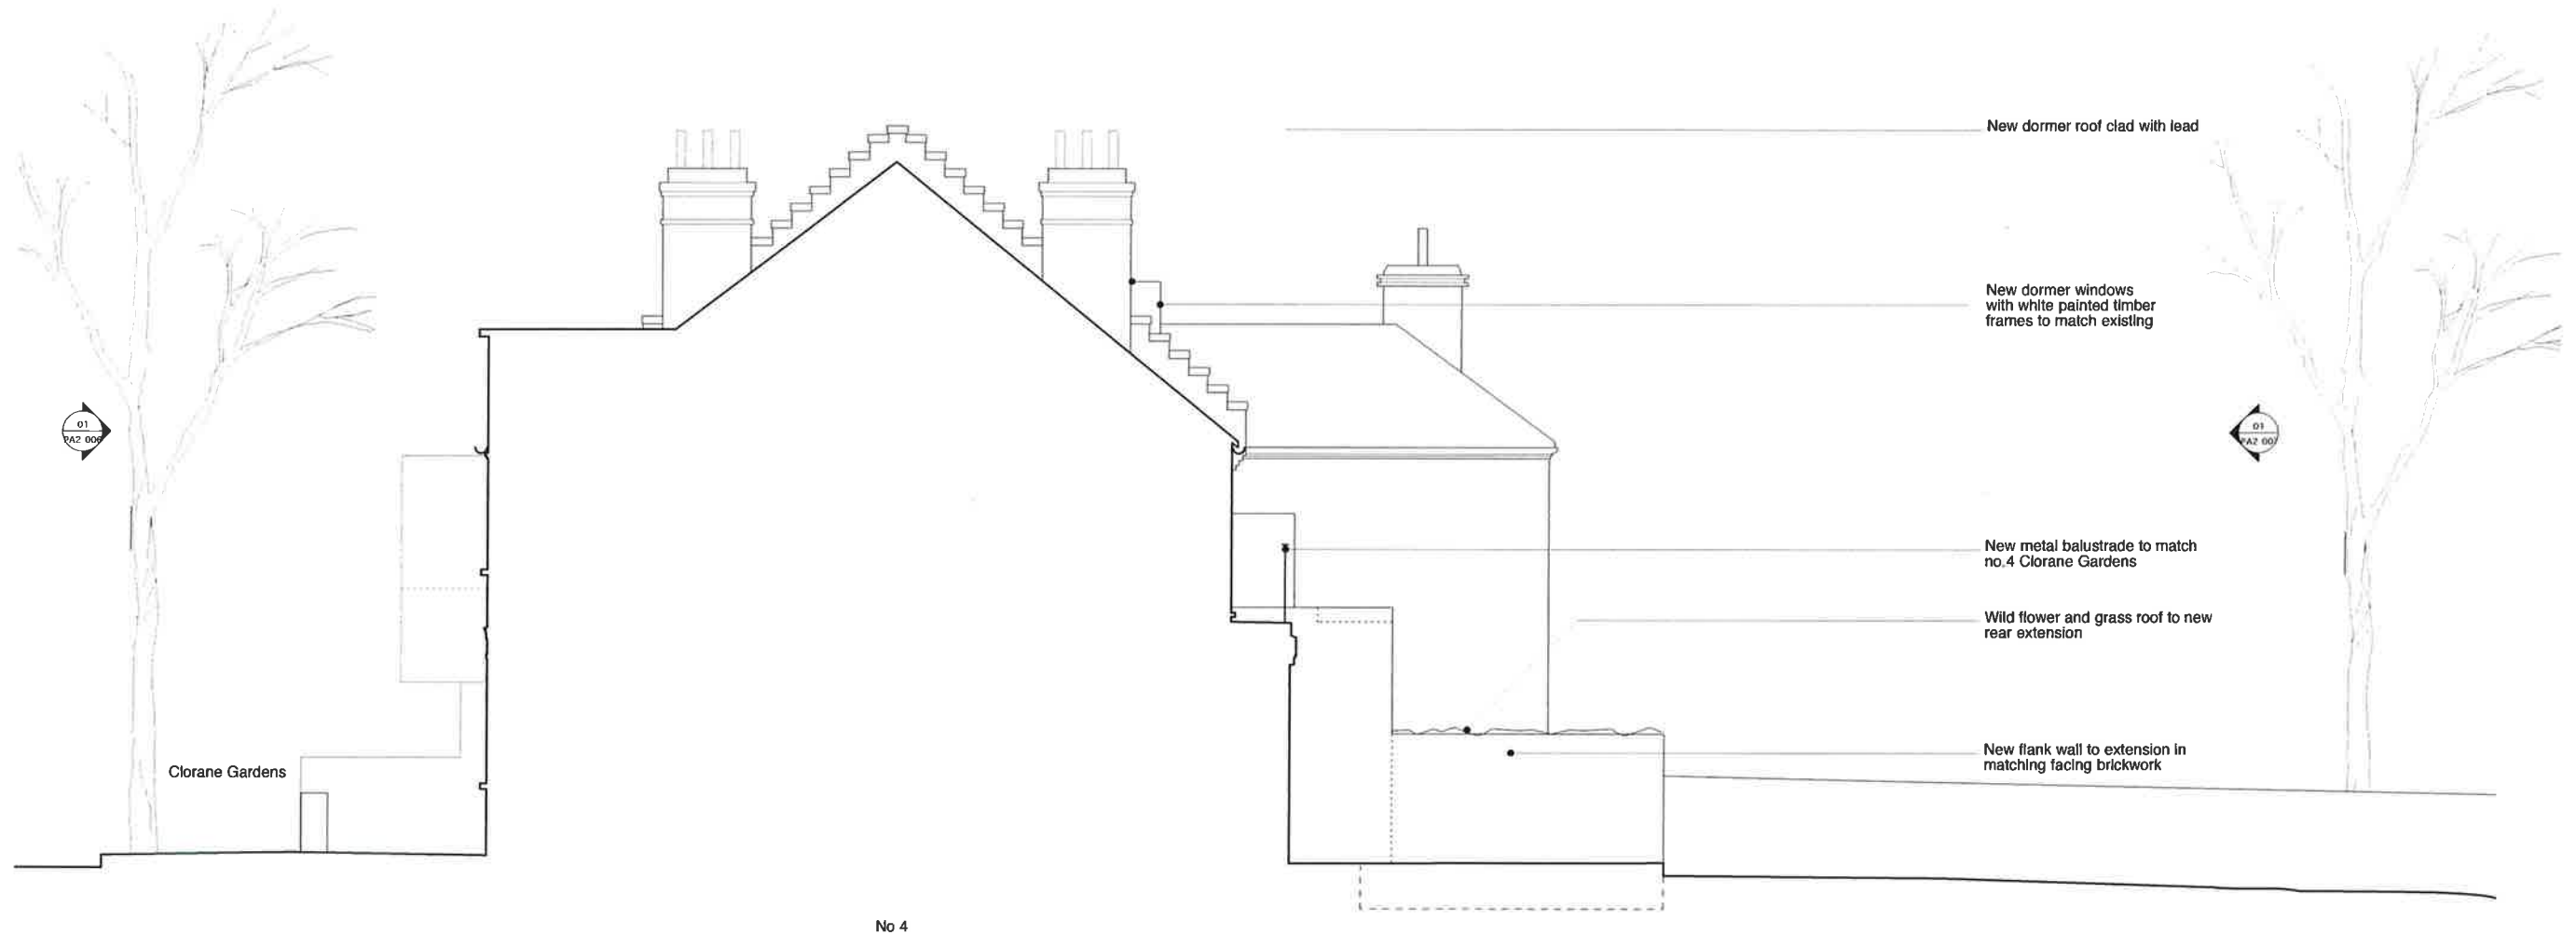 New dormer roof clad with lead
New dormer windows
with white painted timber
frames to match existing
01
PA2 006
01
PA2 007
New metal balustrade to match
no.4 Clorane Gardens
Wild flower and grass roof to new
rear extension
New flank wall to extension in
matching facing brickwork
Clorane Gardens
No 4